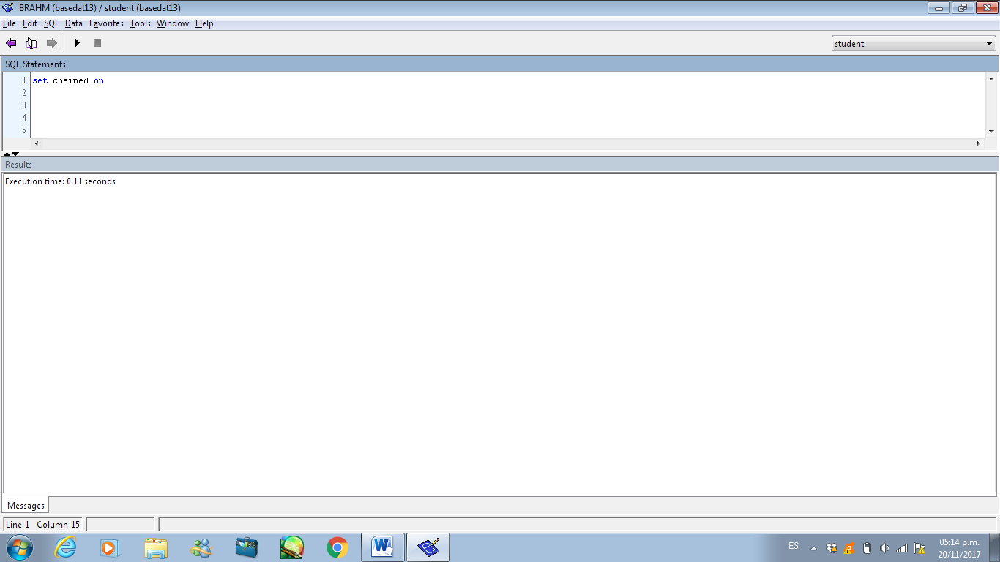 BRAHM (basedat13) / student (basedat13)
File Edit SQL Data Favorites Tools Window Help
student
SQL Statements
1 set chained on
2
3
4
5
Results
Execution time: 0.11 seconds
Messages
Line 1 Column 15
ES
05:14 p.m.
20/11/2017